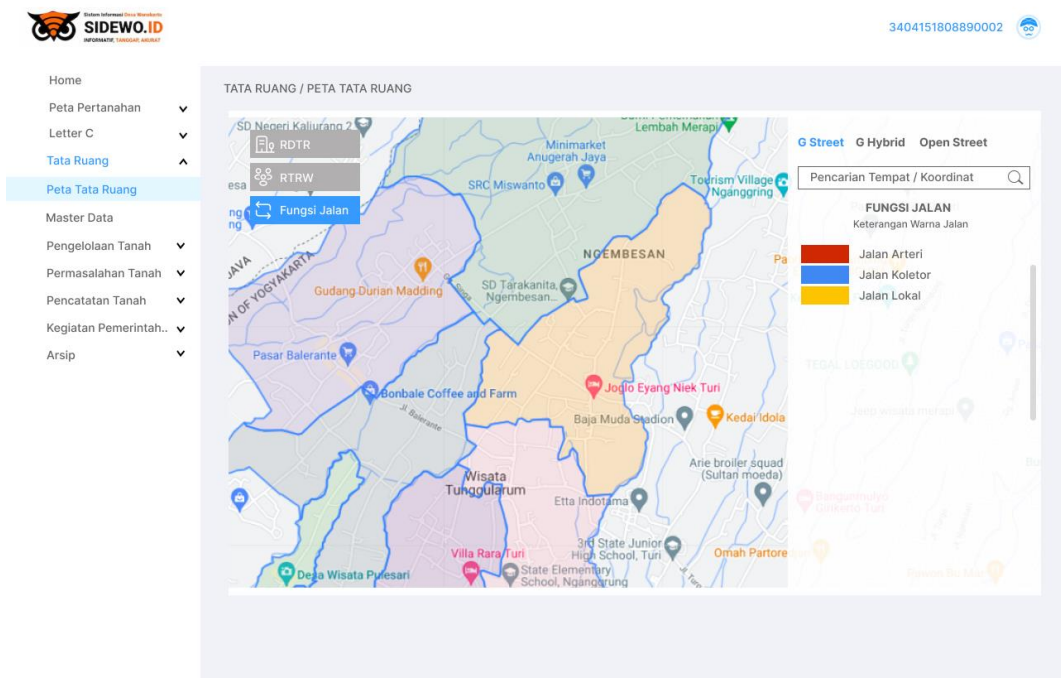 Sistem Informasi Desa Wonokerto
SIDEWO.ID
INFORMATIF, TANGGAP, AKURAT
3404151808890002
Home
Peta Pertanahan
Letter C
Tata Ruang
Peta Tata Ruang
Master Data
Pengelolaan Tanah
Permasalahan Tanah
Pencatatan Tanah
Kegiatan Pemerintah..
Arsip
TATA RUANG / PETA TATA RUANG
RDTR
RTRW
Fungsi Jalan
SD Negeri Kaliurang 2
Lembah Merapi
Minimarket
Anugerah Jaya
SRC Miswanto
Tourism Village
Nganggring
NGEMBESAN
JAVA
N OF YOGYAKARTA
Gudang Durian Madding
SD Tarakanita,
Ngembesan...
Pasar Balerante
Bonbale Coffee and Farm
Jl. Balerante
Joglo Eyang Niek Turi
Baja Muda Stadion
Kedai Idola
Arie broiler squad
(Sultan moeda)
Wisata
Tunggularum
Etta Indotama
3rd State Junior
High School, Turi
Villa Rara Turi
Omah Partore
Desa Wisata Pulesari
State Elementary
School, Nganggrung
G Street G Hybrid Open Street
Pencarian Tempat / Koordinat
FUNGSI JALAN
Keterangan Warna Jalan
Jalan Arteri
Jalan Koletor
Jalan Lokal